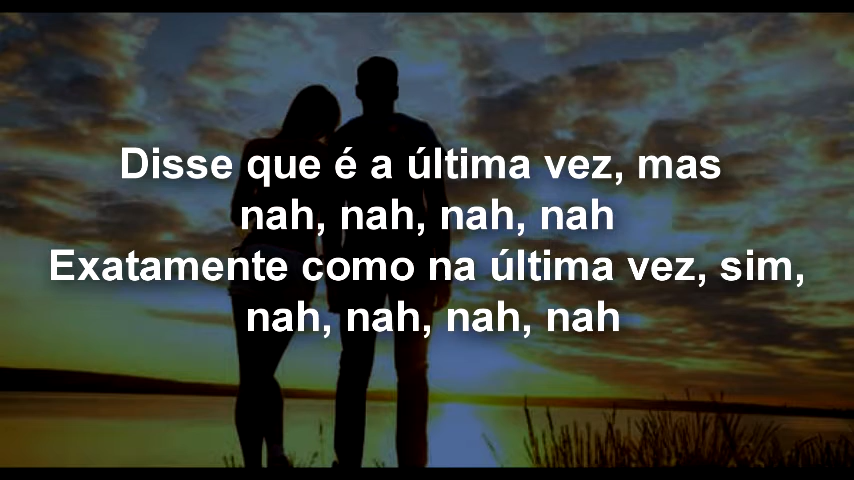 Disse que é a última vez, mas
nah, nah, nah, nah
Exatamente como na última vez, sim,
nah, nah, nah, nah